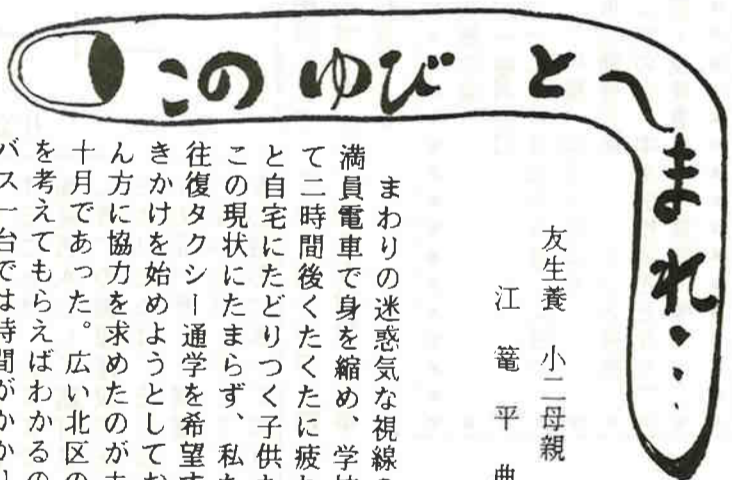 このゆびと〜まれ・・・
友生養 小二母親
江篭平典
まわりの迷惑気な視線
満員電車で身を縮め、学校
て二時間後くたくたに疲れ
と自宅にたどりつく子供
この現状にたまらず、私
往復タクシー通学を希望す
きかけを始めようとしてお
ん方に協力を求めたのが
十月であった。広い北区の
を考えてもらえばわかるの
バス一台では時間がかか